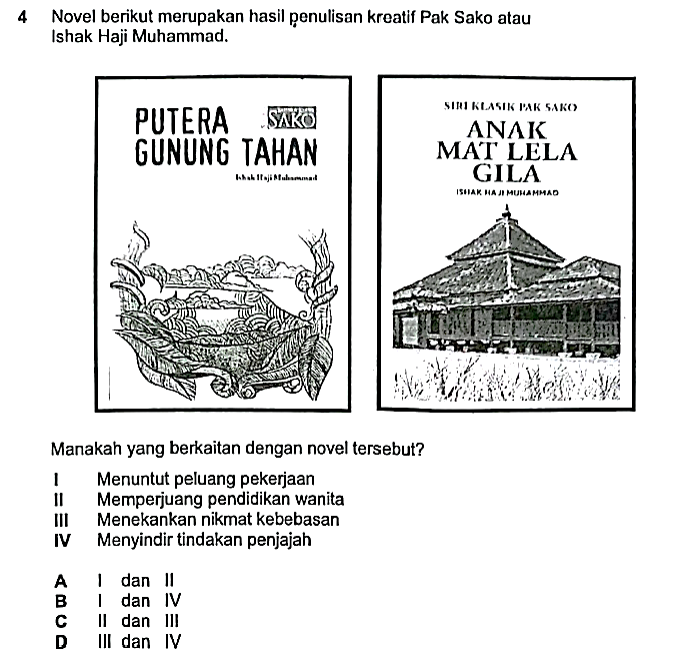 4 Novel berikut merupakan hasil penulisan kreatif Pak Sako atau
Ishak Haji Muhammad.
PUTERA
SAKO
GUNUNG TAHAN
Ishak Haji Muhammad
SIRI KLASIK PAK SAKO
ANAK
MAT LELA
GILA
ISHAK HAJI MUHAMMAD
Manakah yang berkaitan dengan novel tersebut?
I Menuntut peluang pekerjaan
II Memperjuang pendidikan wanita
III Menekankan nikmat kebebasan
IV Menyindir tindakan penjajah
A I dan II
B I dan IV
C II dan III
D III dan IV